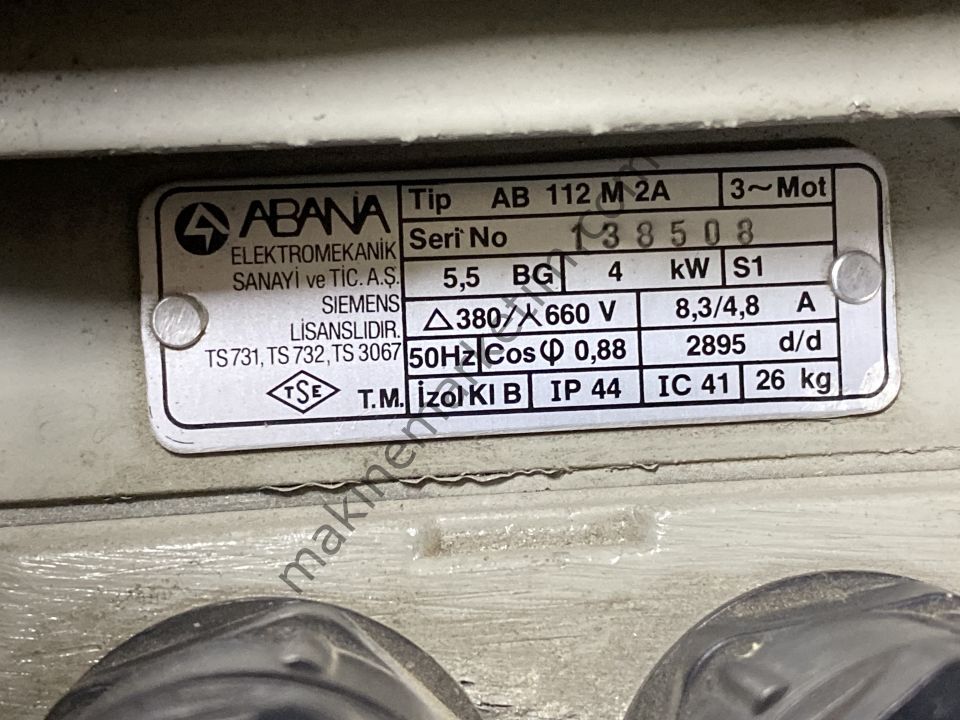 ABANA
ELEKTROMEKANİK
SANAYİ ve TİC. A.Ş.
SIEMENS
LİSANSLIDIR.
TS 731, TS 732, TS 3067
TSE
T.M.
Tip AB 112 M 2A 3~Mot
Seri No 138508
5,5 BG 4 kW S1
△380/⅄660 V 8,3/4,8 A
50Hz Cos φ 0,88 2895 d/d
İzol Kl B IP 44 IC 41 26 kg
makinemarketim.com